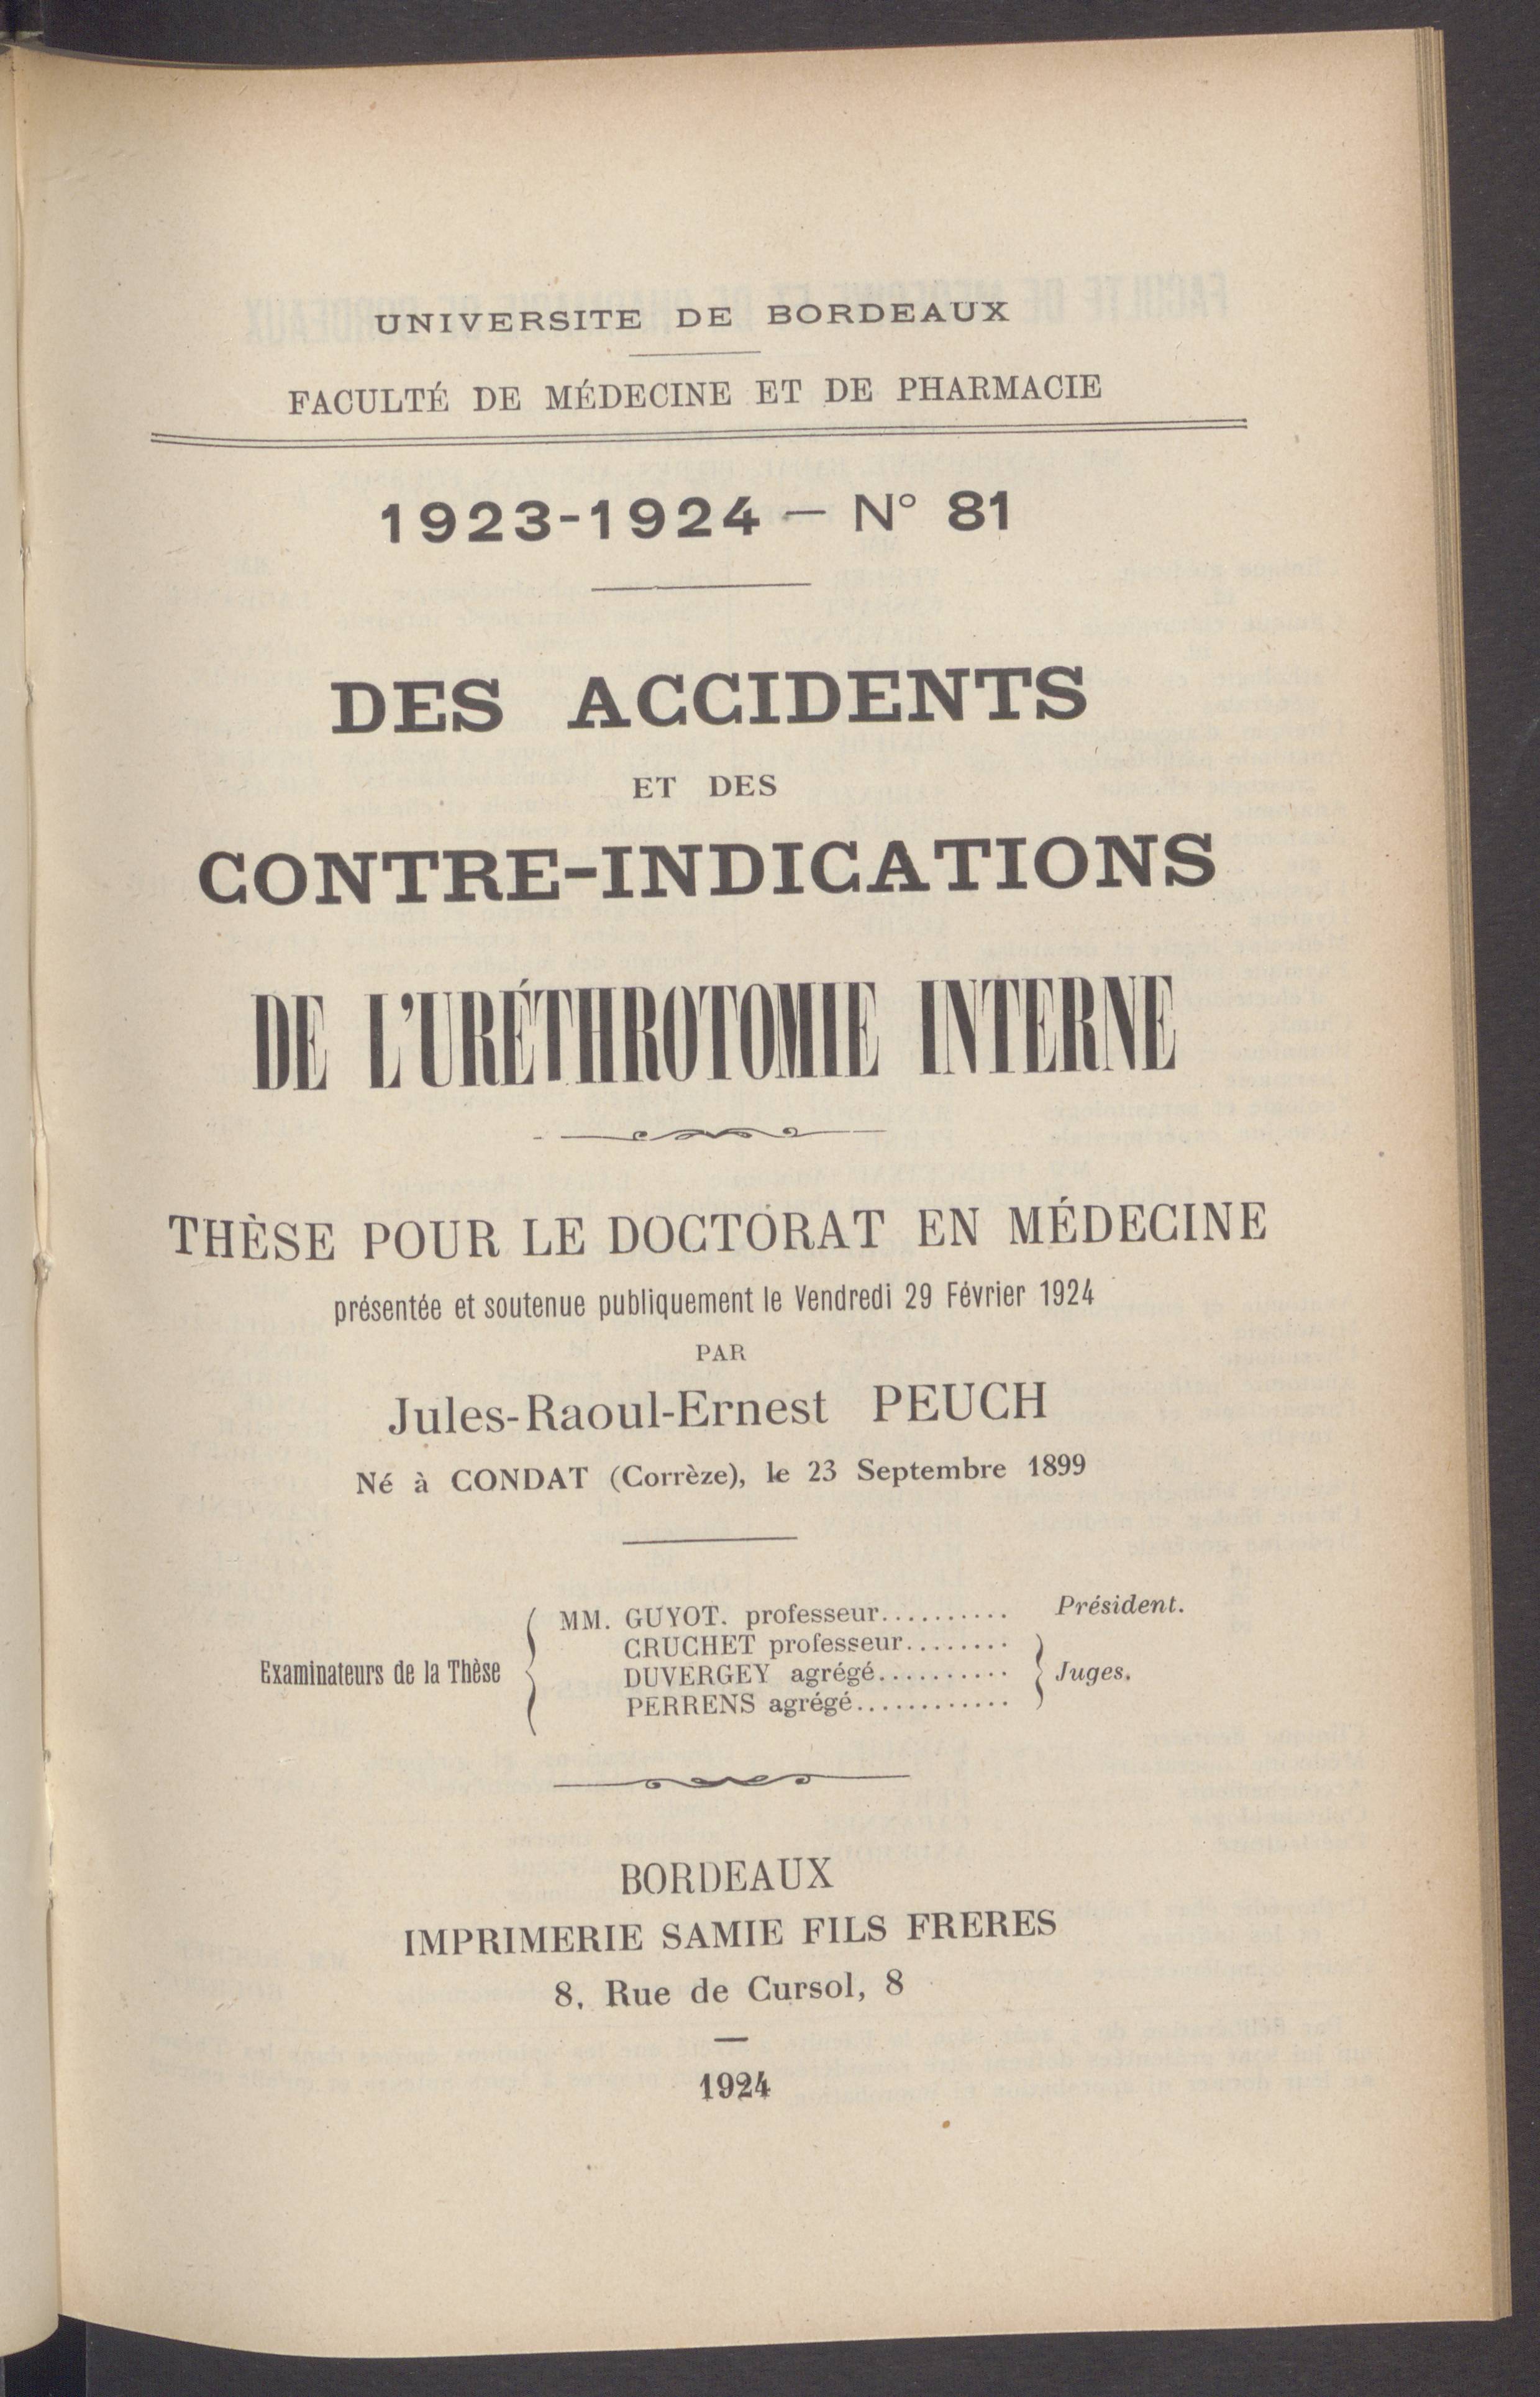 UNIVERSITE DE BORDEAUX
FACULTÉ DE MÉDECINE ET DE PHARMACIE
1923-1924 — N° 81
DES ACCIDENTS
ET DES
CONTRE-INDICATIONS
DE L'URÉTHROTOMIE INTERNE
THÈSE POUR LE DOCTORAT EN MÉDECINE
présentée et soutenue publiquement le Vendredi 29 Février 1924
PAR
Jules-Raoul-Ernest PEUCH
Né à CONDAT (Corrèze), le 23 Septembre 1899
MM. GUYOT. professeur.......... Président.
CRUCHET professeur........
Examinateurs de la Thèse DUVERGEY agrégé.......... Juges.
PERRENS agrégé............
BORDEAUX
IMPRIMERIE SAMIE FILS FRERES
8, Rue de Cursol, 8
1924